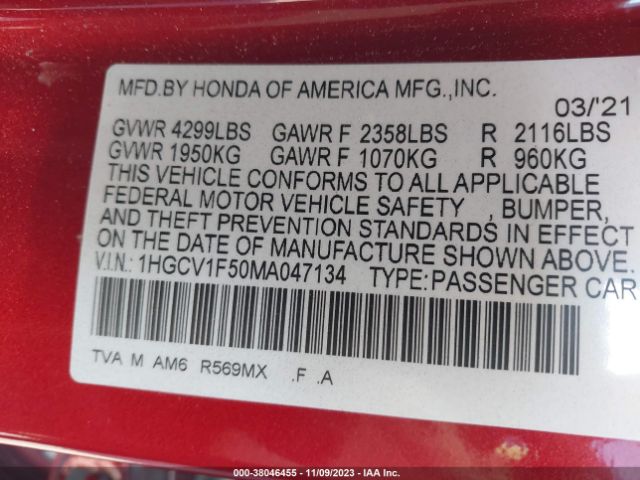 MFD.BY HONDA OF AMERICA MFG.,INC.
03/'21
GVWR 4299LBS GAWR F 2358LBS R 2116LBS
GVWR 1950KG GAWR F 1070KG R 960KG
THIS VEHICLE CONFORMS TO ALL APPLICABLE
FEDERAL MOTOR VEHICLE SAFETY , BUMPER,
AND THEFT PREVENTION STANDARDS IN EFFECT
ON THE DATE OF MANUFACTURE SHOWN ABOVE.
V.I.N.: 1HGCV1F50MA047134 TYPE:PASSENGER CAR
TVA M AM6 R569MX .F .A
000-38046455 - 11/09/2023 - IAA Inc.